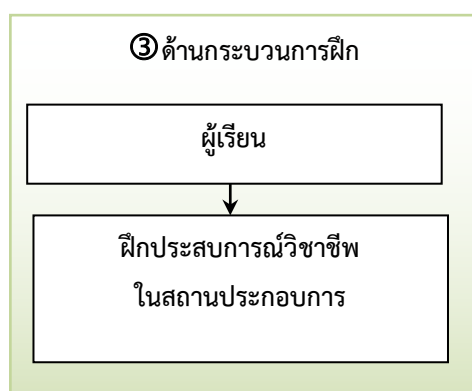 ③ด้านกระบวนการฝึก
ผู้เรียน
ฝึกประสบการณ์วิชาชีพ
ในสถานประกอบการ